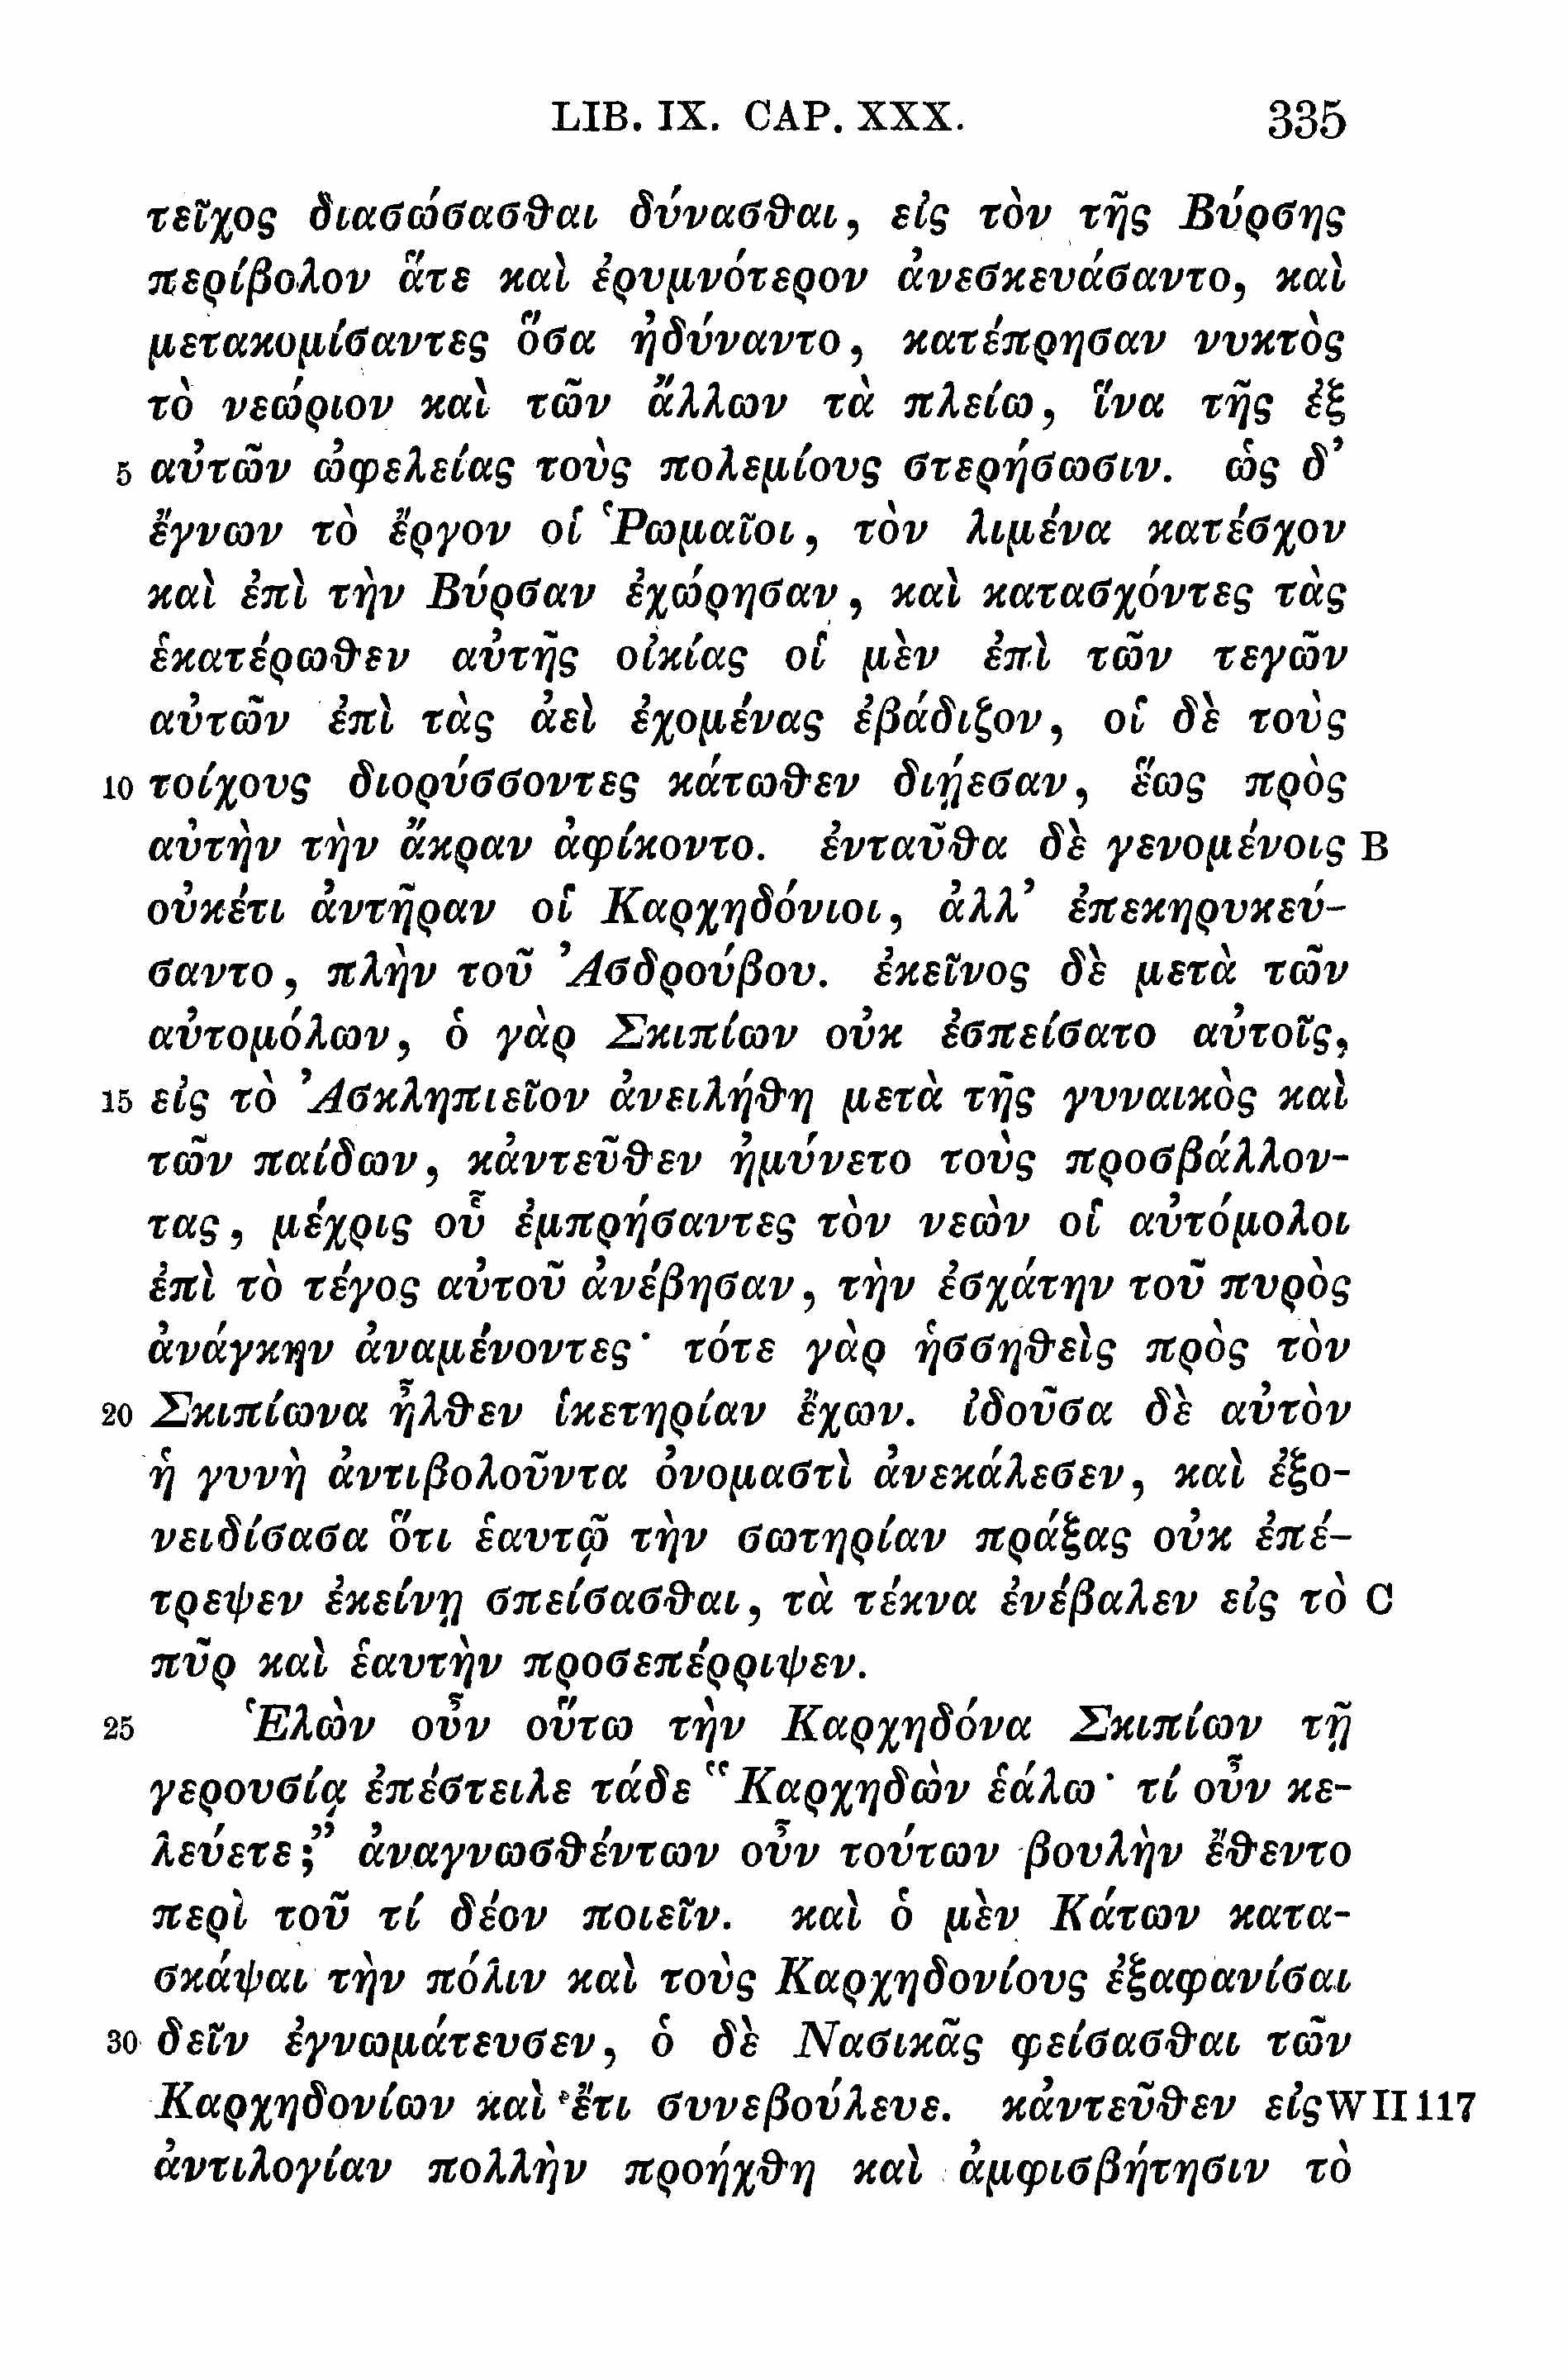 LIB. IX. CAP. XXX. 335
τεῖχος διασώσασθαι δύνασθαι, εἰς τὸν τῆς Βύρσης
περίβολον ἅτε καὶ ἐρυμνότερον ἀνεσκευάσαντο, καὶ
μετακομίσαντες ὅσα ἠδύναντο, κατέπρησαν νυκτὸς
τὸ νεώριον καὶ τῶν ἄλλων τὰ πλείω, ἵνα τῆς ἐξ
5 αὐτῶν ὠφελείας τοὺς πολεμίους στερήσωσιν. ὡς δ’
ἔγνων τὸ ἔργον οἱ Ῥωμαῖοι, τὸν λιμένα κατέσχον
καὶ ἐπὶ τὴν Βύρσαν ἐχώρησαν, καὶ κατασχόντες τὰς
ἑκατέρωθεν αὐτῆς οἰκίας οἱ μὲν ἐπὶ τῶν τεγῶν
αὐτῶν ἐπὶ τὰς ἀεὶ ἐχομένας ἐβάδιζον, οἱ δὲ τοὺς
10 τοίχους διορύσσοντες κάτωθεν διῄεσαν, ἕως πρὸς
αὐτὴν τὴν ἄκραν ἀφίκοντο. ἐνταῦθα δὲ γενομένοις B
οὐκέτι ἀντῆραν οἱ Καρχηδόνιοι, ἀλλ’ ἐπεκηρυκεύ-
σαντο, πλὴν τοῦ Ἀσδρούβου. ἐκεῖνος δὲ μετὰ τῶν
αὐτομόλων, ὁ γὰρ Σκιπίων οὐκ ἐσπείσατο αὐτοῖς,
15 εἰς τὸ Ἀσκληπιεῖον ἀνειλήθη μετὰ τῆς γυναικὸς καὶ
τῶν παίδων, κἀντεῦθεν ἠμύνετο τοὺς προσβάλλον-
τας, μέχρις οὗ ἐμπρήσαντες τὸν νεὼν οἱ αὐτόμολοι
ἐπὶ τὸ τέγος αὐτοῦ ἀνέβησαν, τὴν ἐσχάτην τοῦ πυρὸς
ἀνάγκην ἀναμένοντες· τότε γὰρ ἡσσηθεὶς πρὸς τὸν
20 Σκιπίωνα ἦλθεν ἱκετηρίαν ἔχων. ἰδοῦσα δὲ αὐτὸν
ἡ γυνὴ ἀντιβολοῦντα ὀνομαστὶ ἀνεκάλεσεν, καὶ ἐξο-
νειδίσασα ὅτι ἑαυτῷ τὴν σωτηρίαν πράξας οὐκ ἐπέ-
τρεψεν ἐκείνῃ σπείσασθαι, τὰ τέκνα ἐνέβαλεν εἰς τὸ C
πῦρ καὶ ἑαυτὴν προσεπέρριψεν.
25 Ἑλὼν οὖν οὕτω τὴν Καρχηδόνα Σκιπίων τῇ
γερουσίᾳ ἐπέστειλε τάδε “Καρχηδὼν ἑάλω· τί οὖν κε-
λεύετε;” ἀναγνωσθέντων οὖν τούτων βουλὴν ἔθεντο
περὶ τοῦ τί δέον ποιεῖν. καὶ ὁ μὲν Κάτων κατα-
σκάψαι τὴν πόλιν καὶ τοὺς Καρχηδονίους ἐξαφανίσαι
30 δεῖν ἐγνωμάτευσεν, ὁ δὲ Νασικᾶς φείσασθαι τῶν
Καρχηδονίων καὶ ἔτι συνεβούλευε. κἀντεῦθεν εἰς W II 117
ἀντιλογίαν πολλὴν προήχθη καὶ ἀμφισβήτησιν τὸ